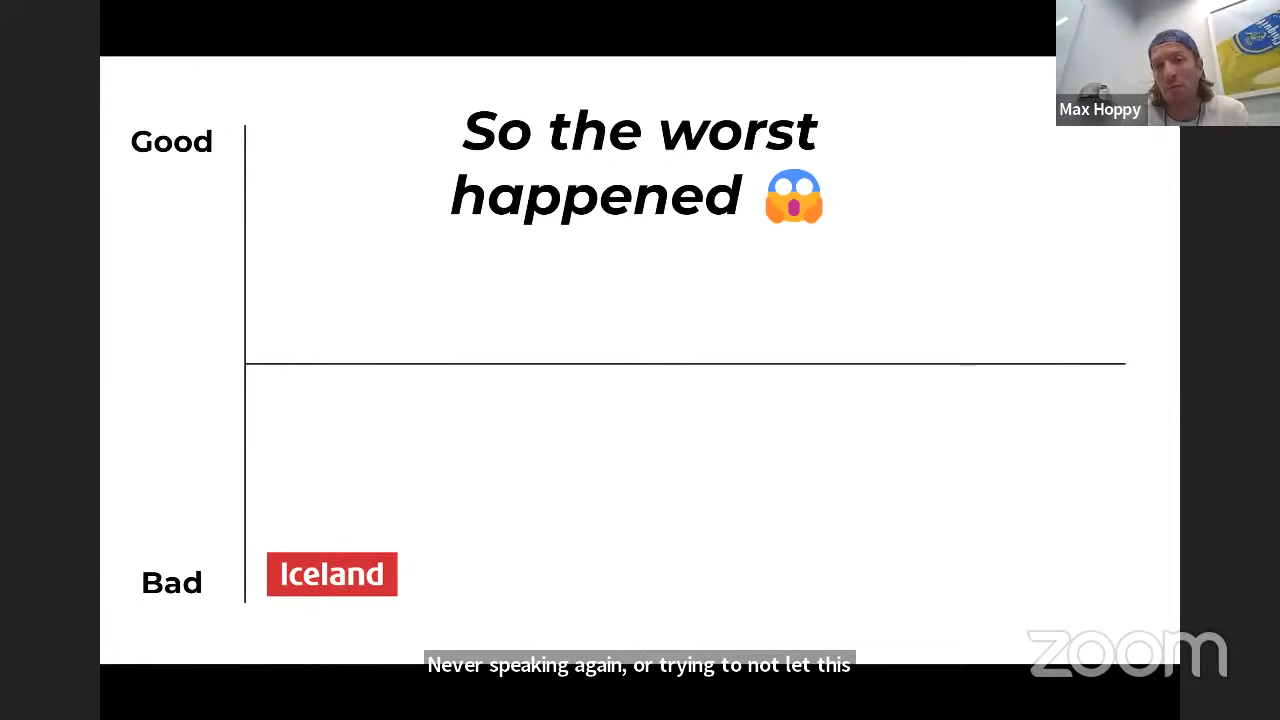 Max Hoppy
So the worst
happened
Good
Bad
Iceland
Never speaking again, or trying to not let this
zoom